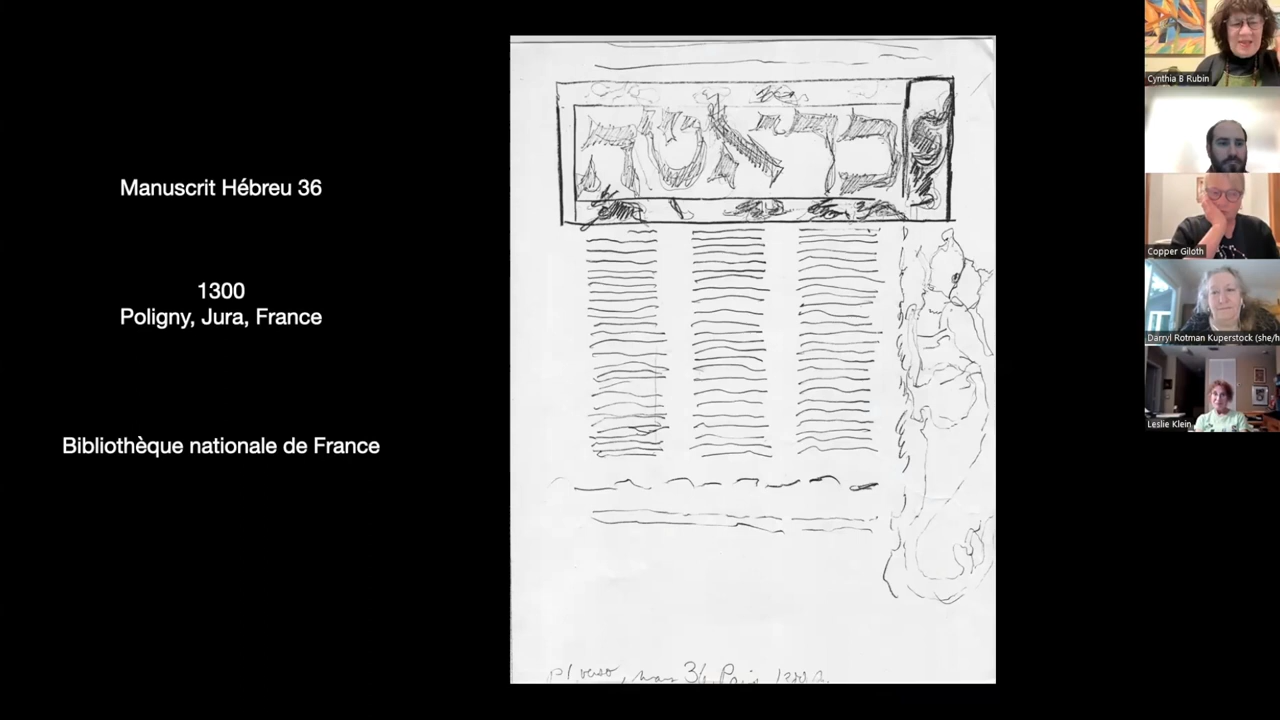 Manuscrit Hébreu 36
1300
Poligny, Jura, France
Bibliothèque nationale de France
verso,
Cynthia B Rubin
Copper Giloth
Darryl Rotman Kuperstock (she/h
Leslie Klein